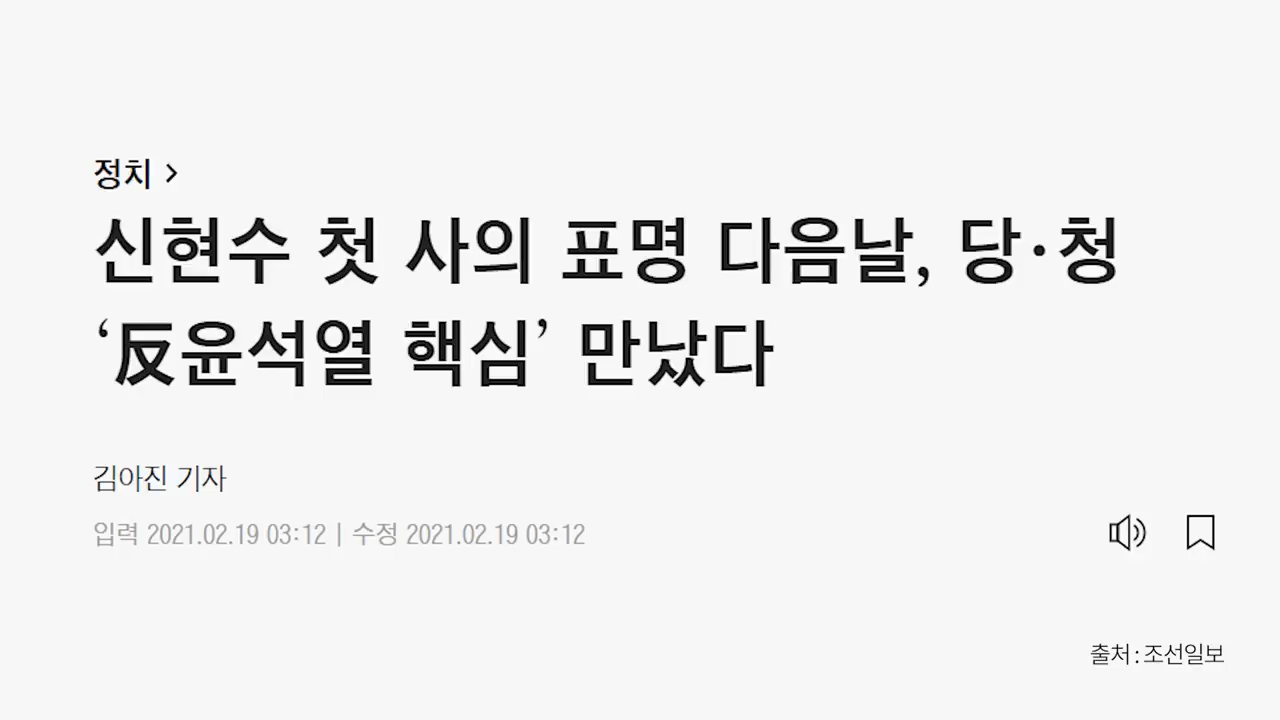 정치 >
신현수 첫 사의 표명 다음날, 당·청
‘反윤석열 핵심’ 만났다
김아진 기자
입력 2021.02.19 03:12 | 수정 2021.02.19 03:12
출처 : 조선일보